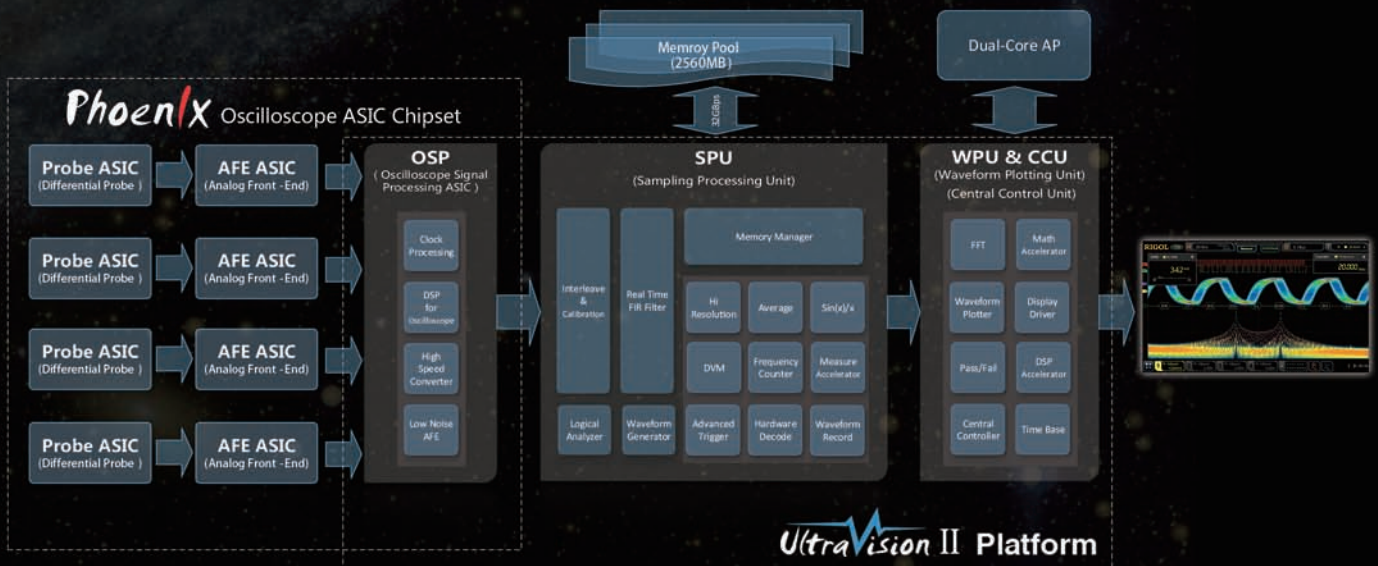 Memroy Pool
(2560MB)
Dual-Core AP
32GBps
Phoenix Oscilloscope ASIC Chipset
Probe ASIC
(Differential Probe )
AFE ASIC
(Analog Front -End)
Probe ASIC
(Differential Probe )
AFE ASIC
(Analog Front -End)
Probe ASIC
(Differential Probe )
AFE ASIC
(Analog Front -End)
Probe ASIC
(Differential Probe )
AFE ASIC
(Analog Front -End)
OSP
( Oscilloscope Signal
Processing ASIC )
Clock
Processing
DSP
for
Oscilloscope
High
Speed
Converter
Low Noise
AFE
SPU
(Sampling Processing Unit)
Interleave
&
Calibration
Real Time
FIR Filter
Memory Manager
Hi
Resolution
Average
Sin(x)/x
DVM
Frequency
Counter
Measure
Accelerator
Logical
Analyzer
Waveform
Generator
Advanced
Trigger
Hardware
Decode
Waveform
Record
WPU & CCU
(Waveform Plotting Unit)
(Central Control Unit)
FFT
Math
Accelerator
Waveform
Plotter
Display
Driver
Pass/Fail
DSP
Accelerator
Central
Controller
Time Base
RIGOL
UltraVision II Platform